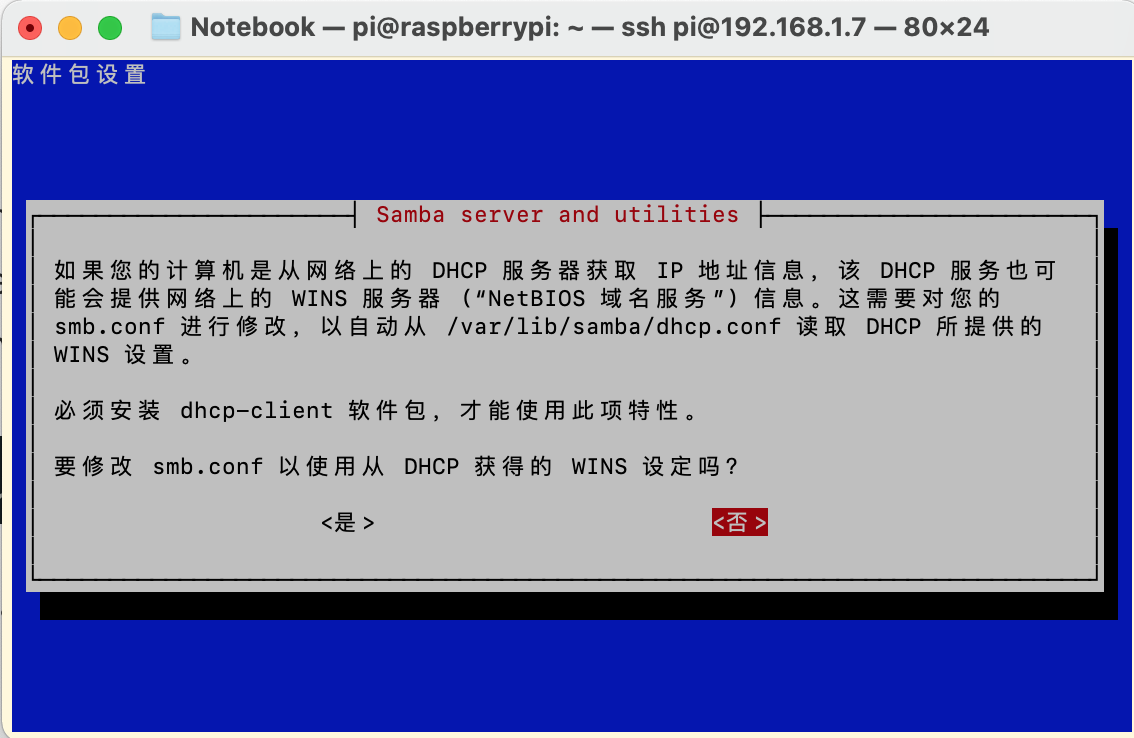 Notebook — pi@raspberrypi: ~ — ssh pi@192.168.1.7 — 80×24
软件包设置
Samba server and utilities
如果您的计算机是从网络上的 DHCP 服务器获取 IP 地址信息，该 DHCP 服务也可
能会提供网络上的 WINS 服务器（“NetBIOS 域名服务”）信息。这需要对您的
smb.conf 进行修改，以自动从 /var/lib/samba/dhcp.conf 读取 DHCP 所提供的
WINS 设置。
必须安装 dhcp-client 软件包，才能使用此项特性。
要修改 smb.conf 以使用从 DHCP 获得的 WINS 设定吗？
<是> <否>